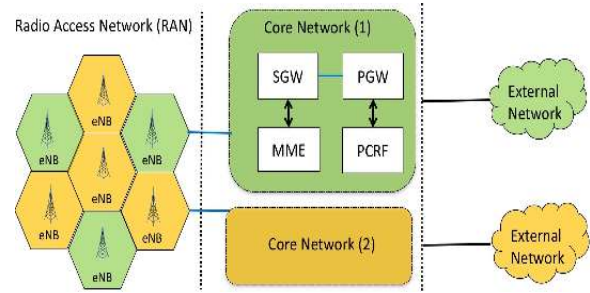 Radio Access Network (RAN)
Core Network (1)
SGW
PGW
MME
PCRF
eNB
eNB
eNB
eNB
eNB
eNB
eNB
External
Network
Core Network (2)
External
Network